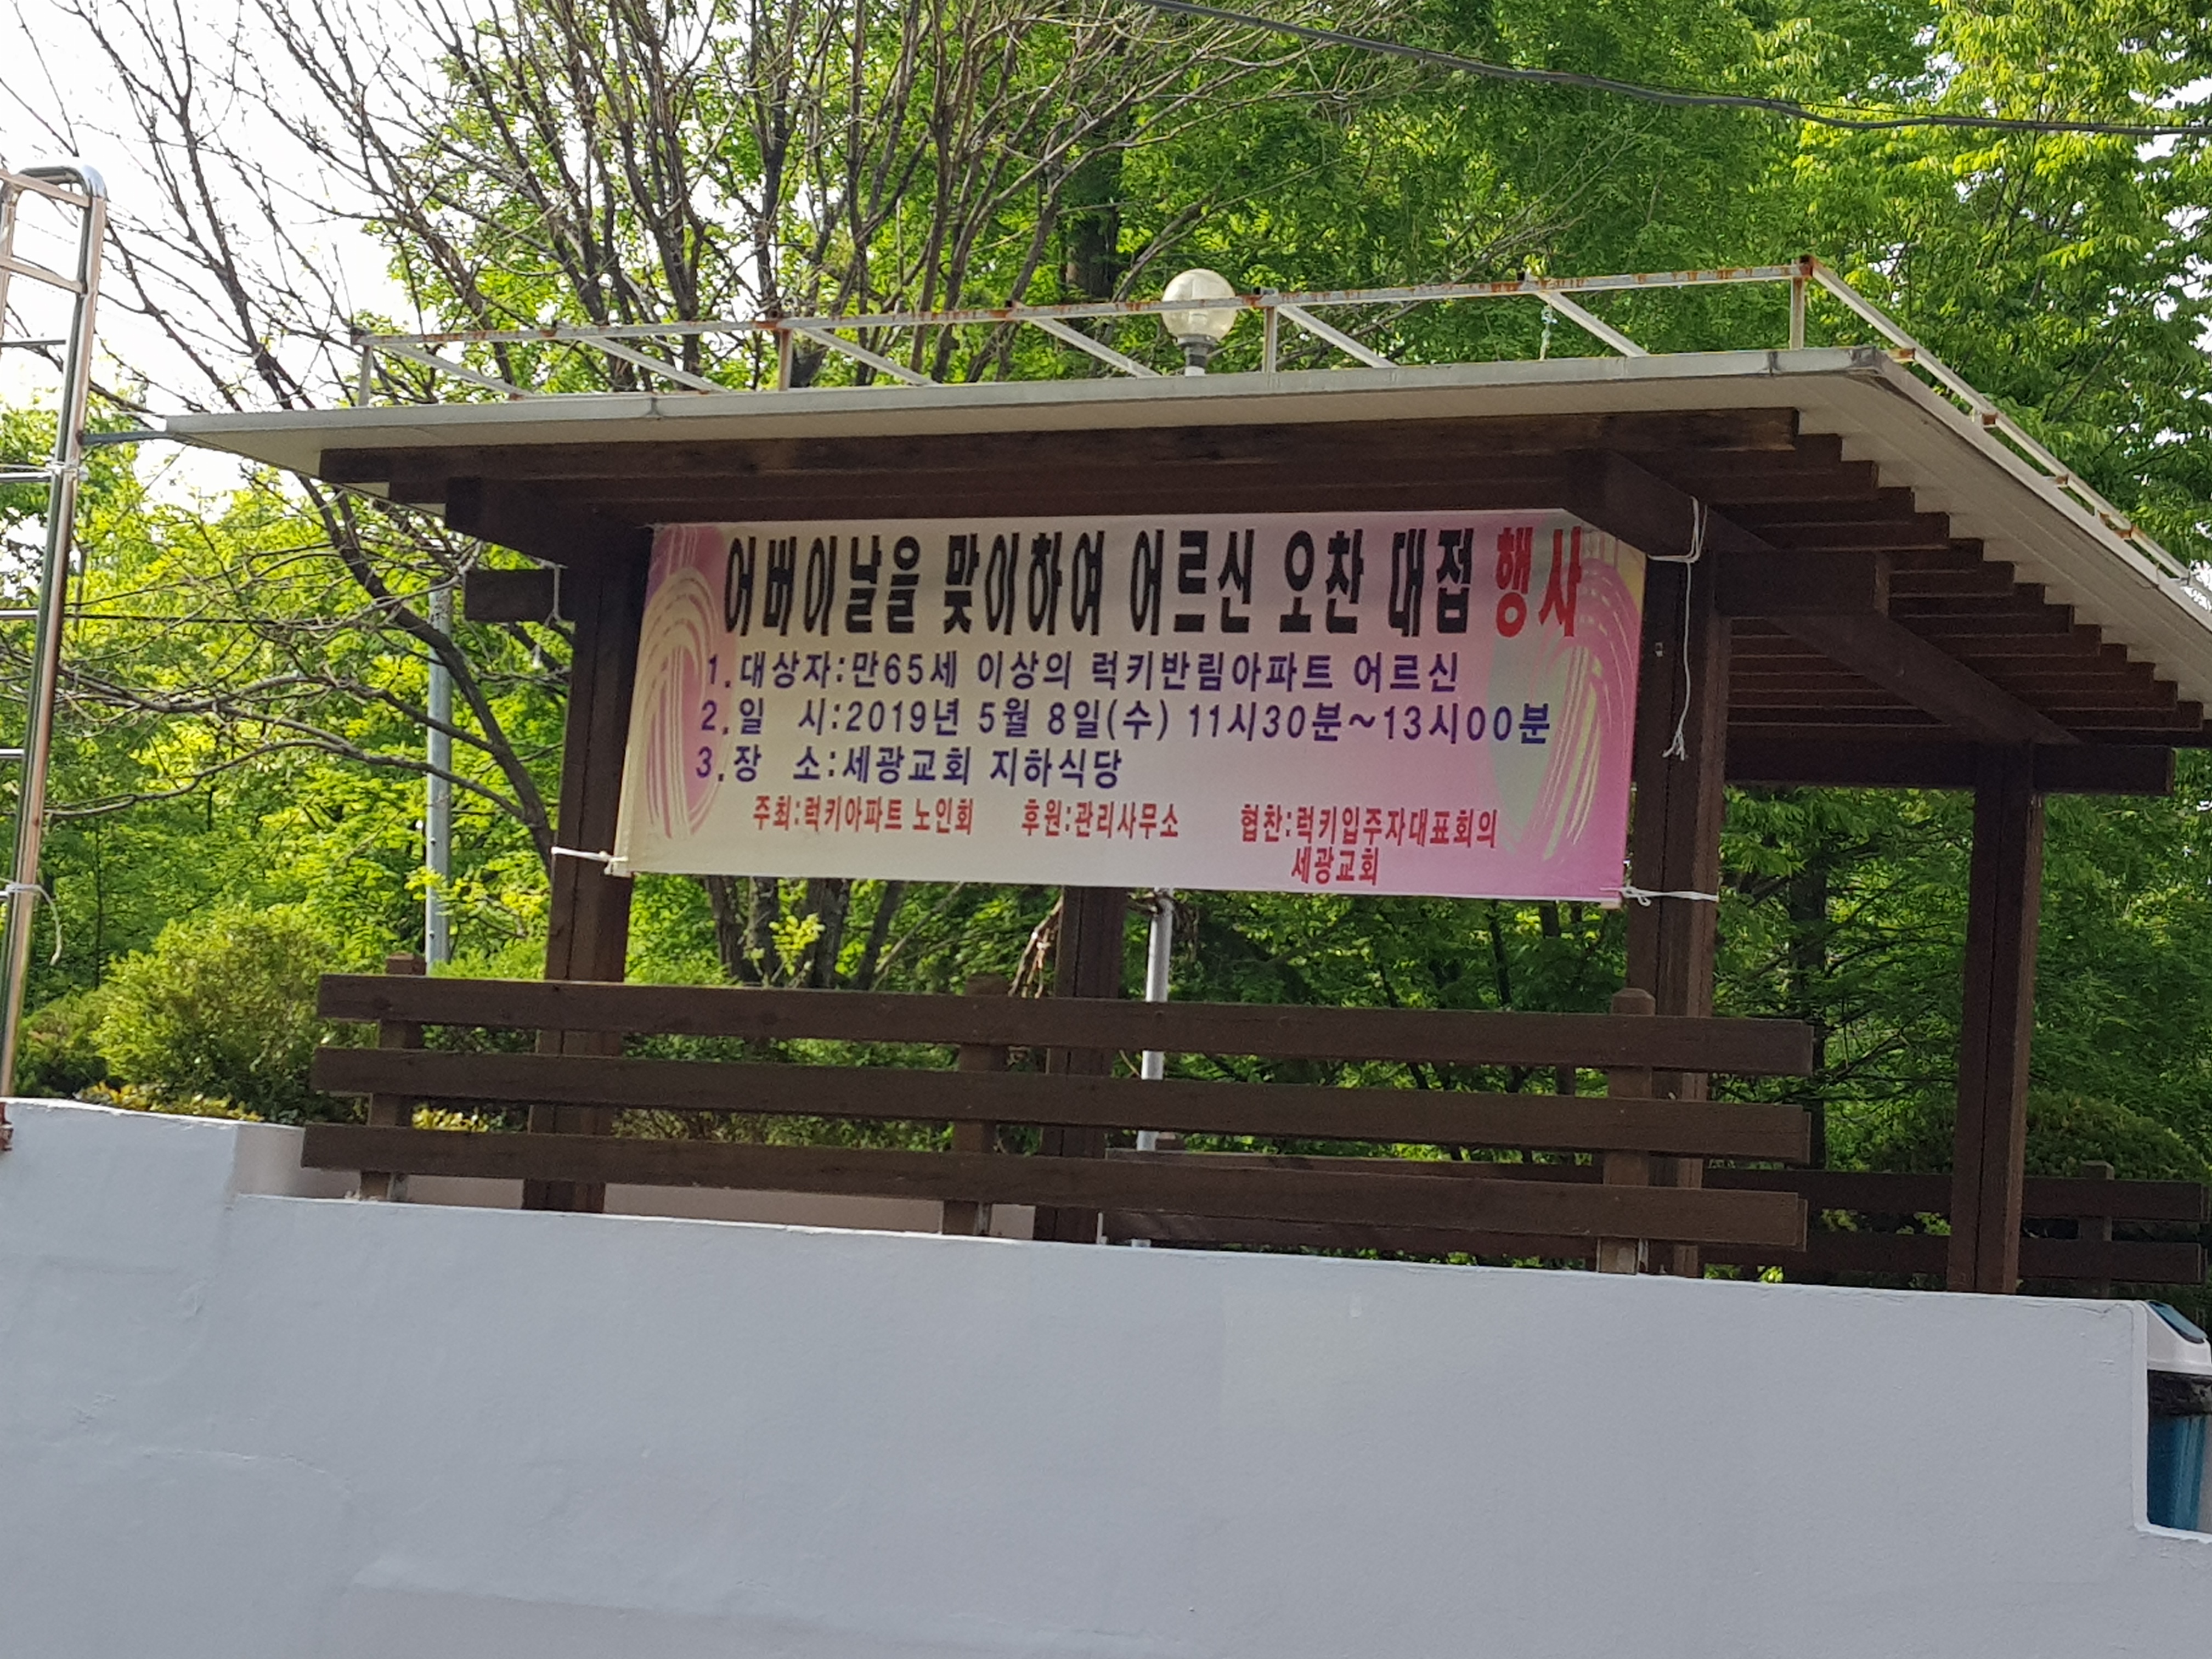 어버이날을 맞이하여 어르신 오찬 대접 행사
1. 대상자:만65세 이상의 럭키반림아파트 어르신
2. 일 시:2019년 5월 8일(수) 11시30분~13시00분
3. 장 소:세광교회 지하식당
주최:럭키아파트 노인회 후원:관리사무소 협찬:럭키입주자대표회의
세광교회